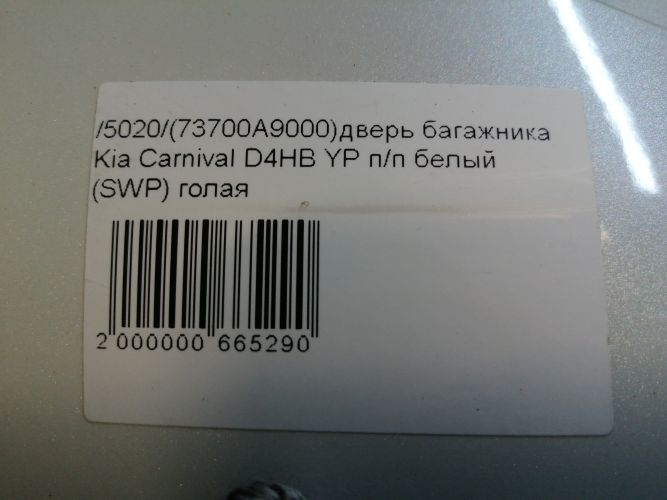 /5020/(73700A9000)дверь багажника
Kia Carnival D4HB YP п/п белый
(SWP) голая
2 000000 665290